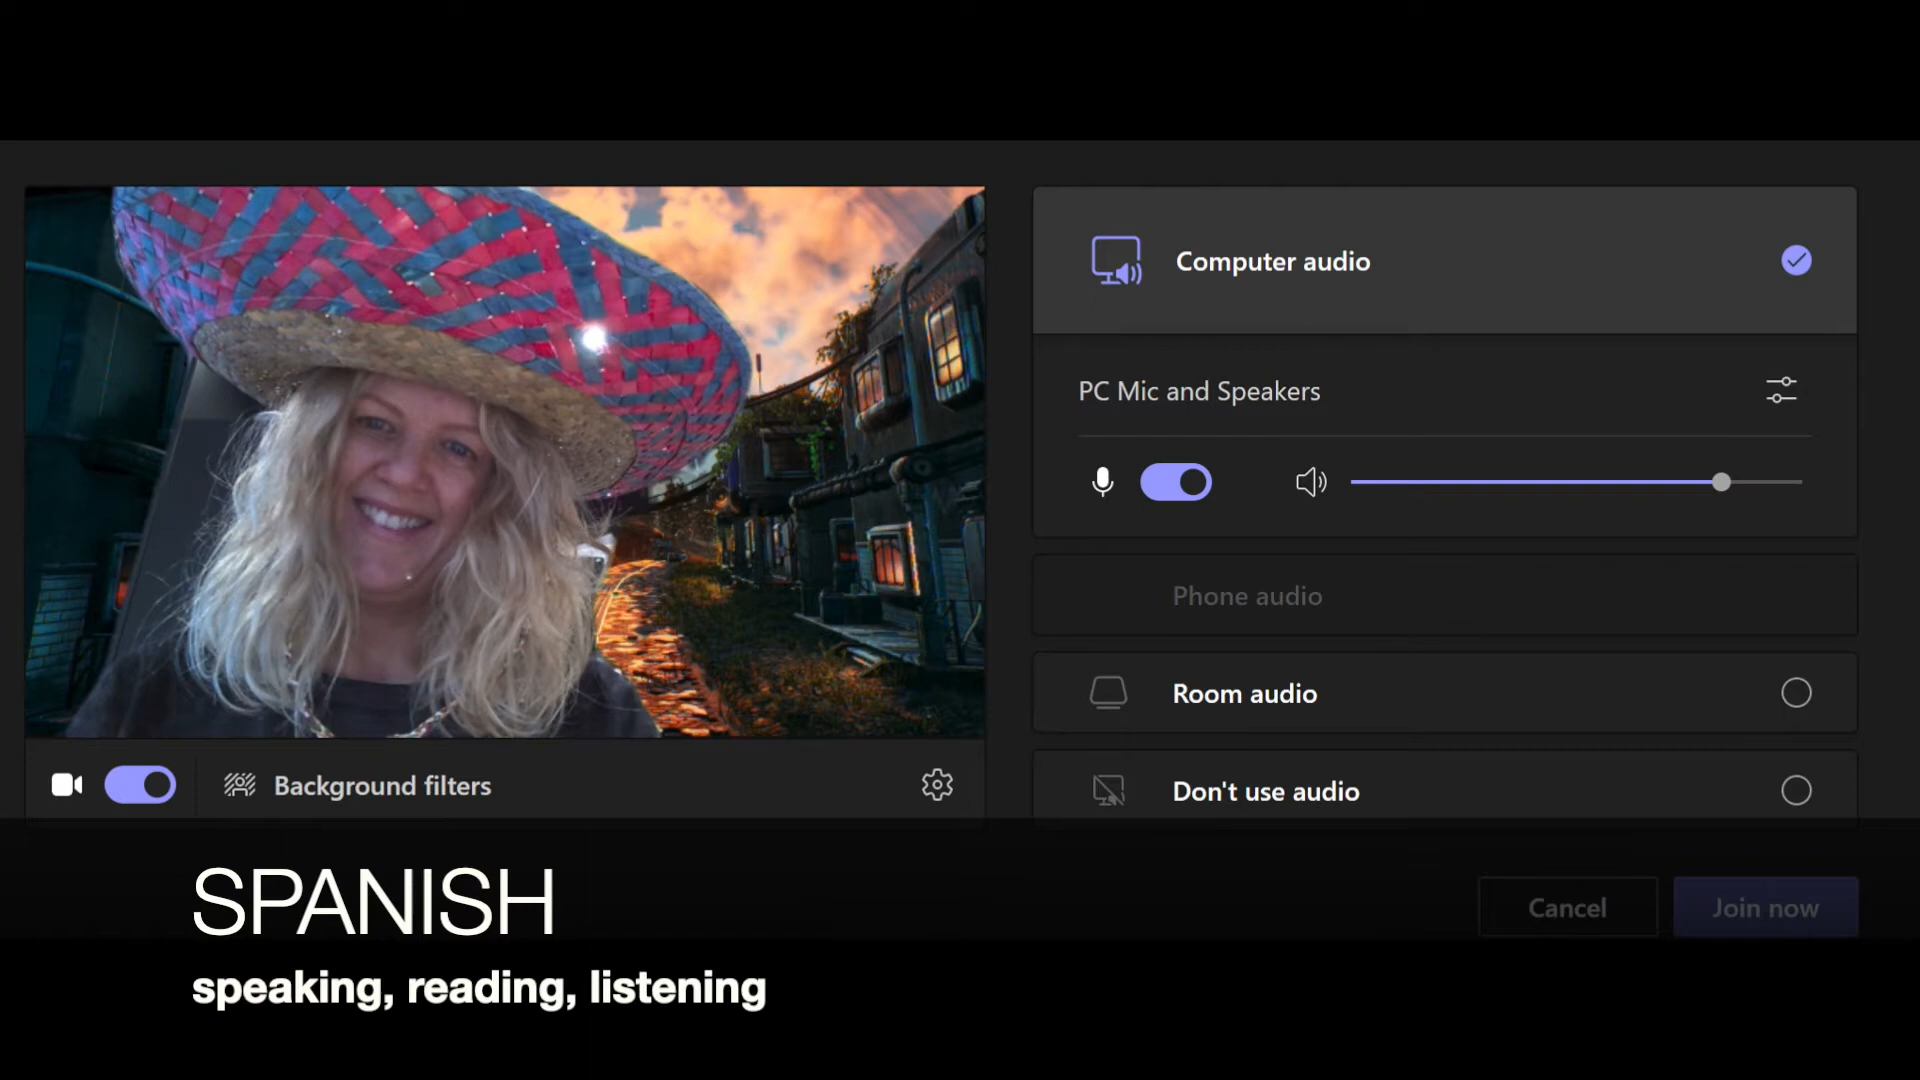 Computer audio
PC Mic and Speakers
Phone audio
Room audio
Background filters
Don't use audio
Cancel
Join now
SPANISH
speaking, reading, listening